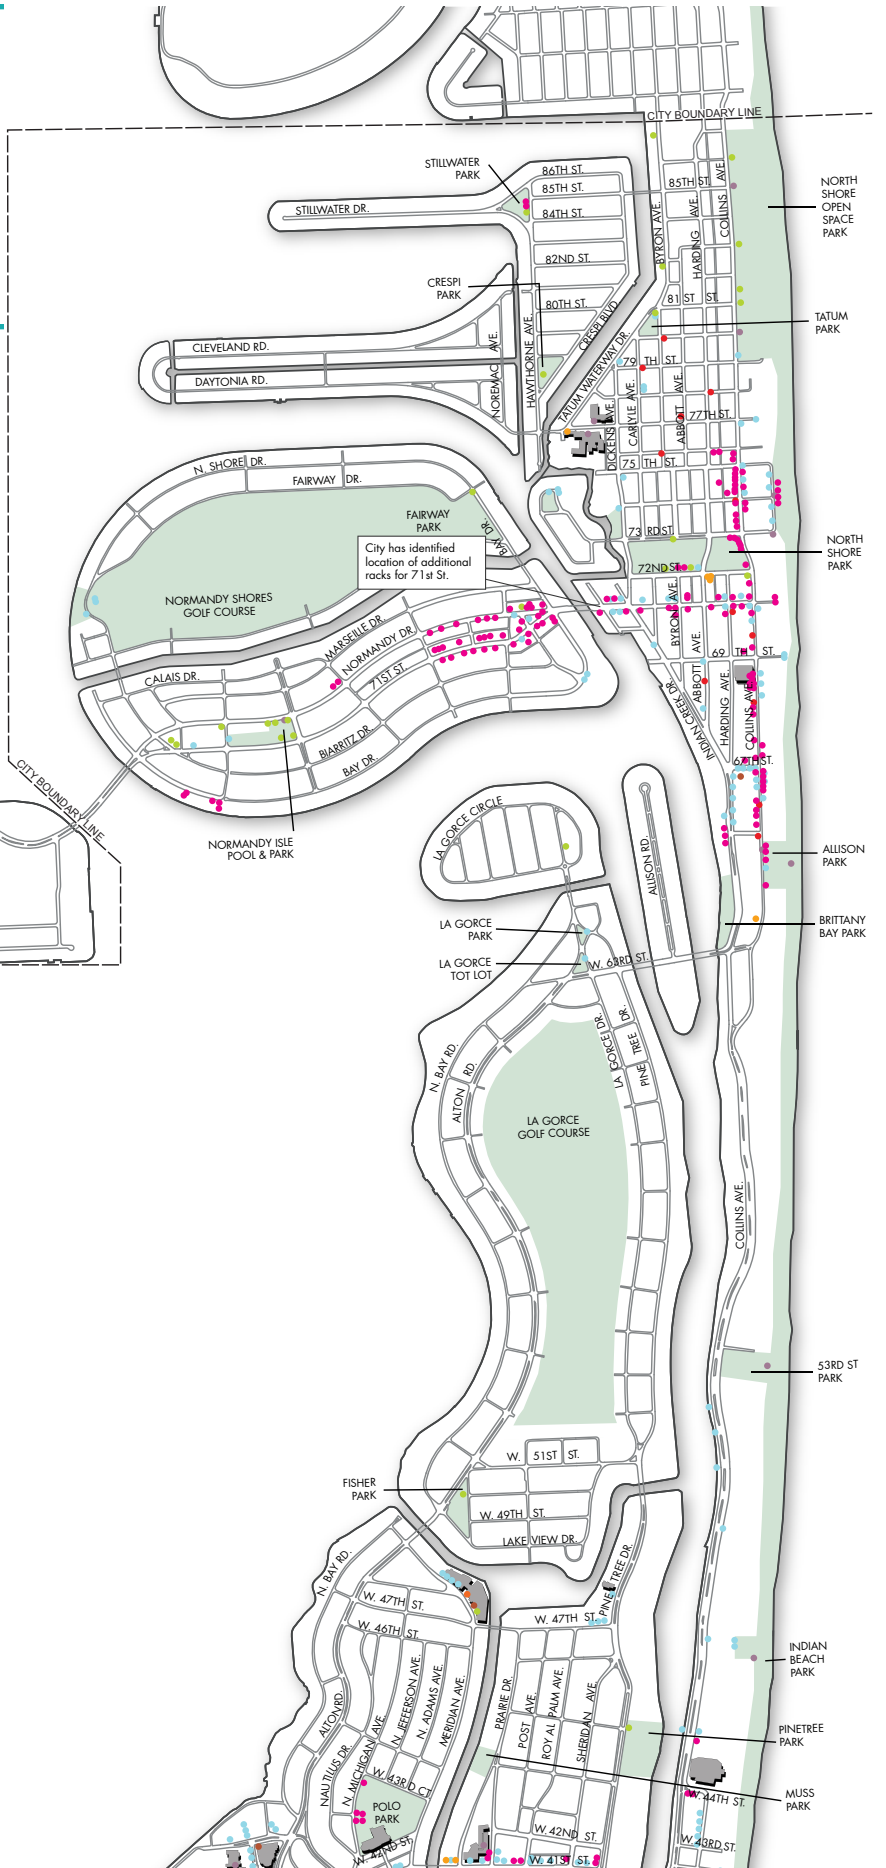 CITY BOUNDARY LINE
STILLWATER
PARK
86TH ST.
85TH ST.
85TH ST.
84TH ST.
STILLWATER DR.
82ND ST.
BYRON AVE.
HARDING AVE.
COLLINS AVE
NORTH
SHORE
OPEN
SPACE
PARK
CRESPI
PARK
80TH ST.
81 ST ST.
CRESPI BLVD
TATUM
PARK
CLEVELAND RD.
DAYTONIA RD.
NOREMAC AVE.
HAWTHORNE AVE.
TATUM WATERWAY DR.
79 TH ST.
CARLYLE AVE.
ABBOTT AVE.
77TH ST.
DICKENS AVE.
75 TH ST.
N. SHORE DR.
FAIRWAY DR.
FAIRWAY
PARK
BAY DR.
73 RD ST.
City has identified
location of additional
racks for 71st St.
72ND ST.
NORTH
SHORE
PARK
NORMANDY SHORES
GOLF COURSE
MARSEILLE DR.
NORMANDY DR.
71ST ST.
CALAIS DR.
BYRON AVE.
69 TH ST.
ABBOTT AVE.
HARDING AVE.
COLLINS AVE.
INDIAN CREEK DR.
BIARRITZ DR.
BAY DR.
67TH ST.
CITY BOUNDARY LINE
NORMANDY ISLE
POOL & PARK
LA GORCE CIRCLE
ALLISON RD.
ALLISON
PARK
LA GORCE
PARK
BRITTANY
BAY PARK
LA GORCE
TOT LOT
W. 63RD ST.
N. BAY RD.
ALTON RD.
LA GORCE DR.
PINE TREE DR.
LA GORCE
GOLF COURSE
COLLINS AVE.
53RD ST
PARK
W. 51ST ST.
FISHER
PARK
W. 49TH ST.
LAKE VIEW DR.
N. BAY RD.
W. 47TH ST.
W. 46TH ST.
PINE TREE DR.
W. 47TH ST.
ALTON RD.
NAUTILUS DR.
N. MICHIGAN AVE.
N. JEFFERSON AVE.
N. ADAMS AVE.
MERIDIAN AVE.
PRAIRIE DR.
POST AVE.
ROYAL PALM AVE.
SHERIDAN AVE.
INDIAN
BEACH
PARK
PINETREE
PARK
W. 43RD CT.
MUSS
PARK
W. 44TH ST.
POLO
PARK
W. 42ND ST.
W. 42ND ST.
W. 43RD ST.
W. 41ST ST.